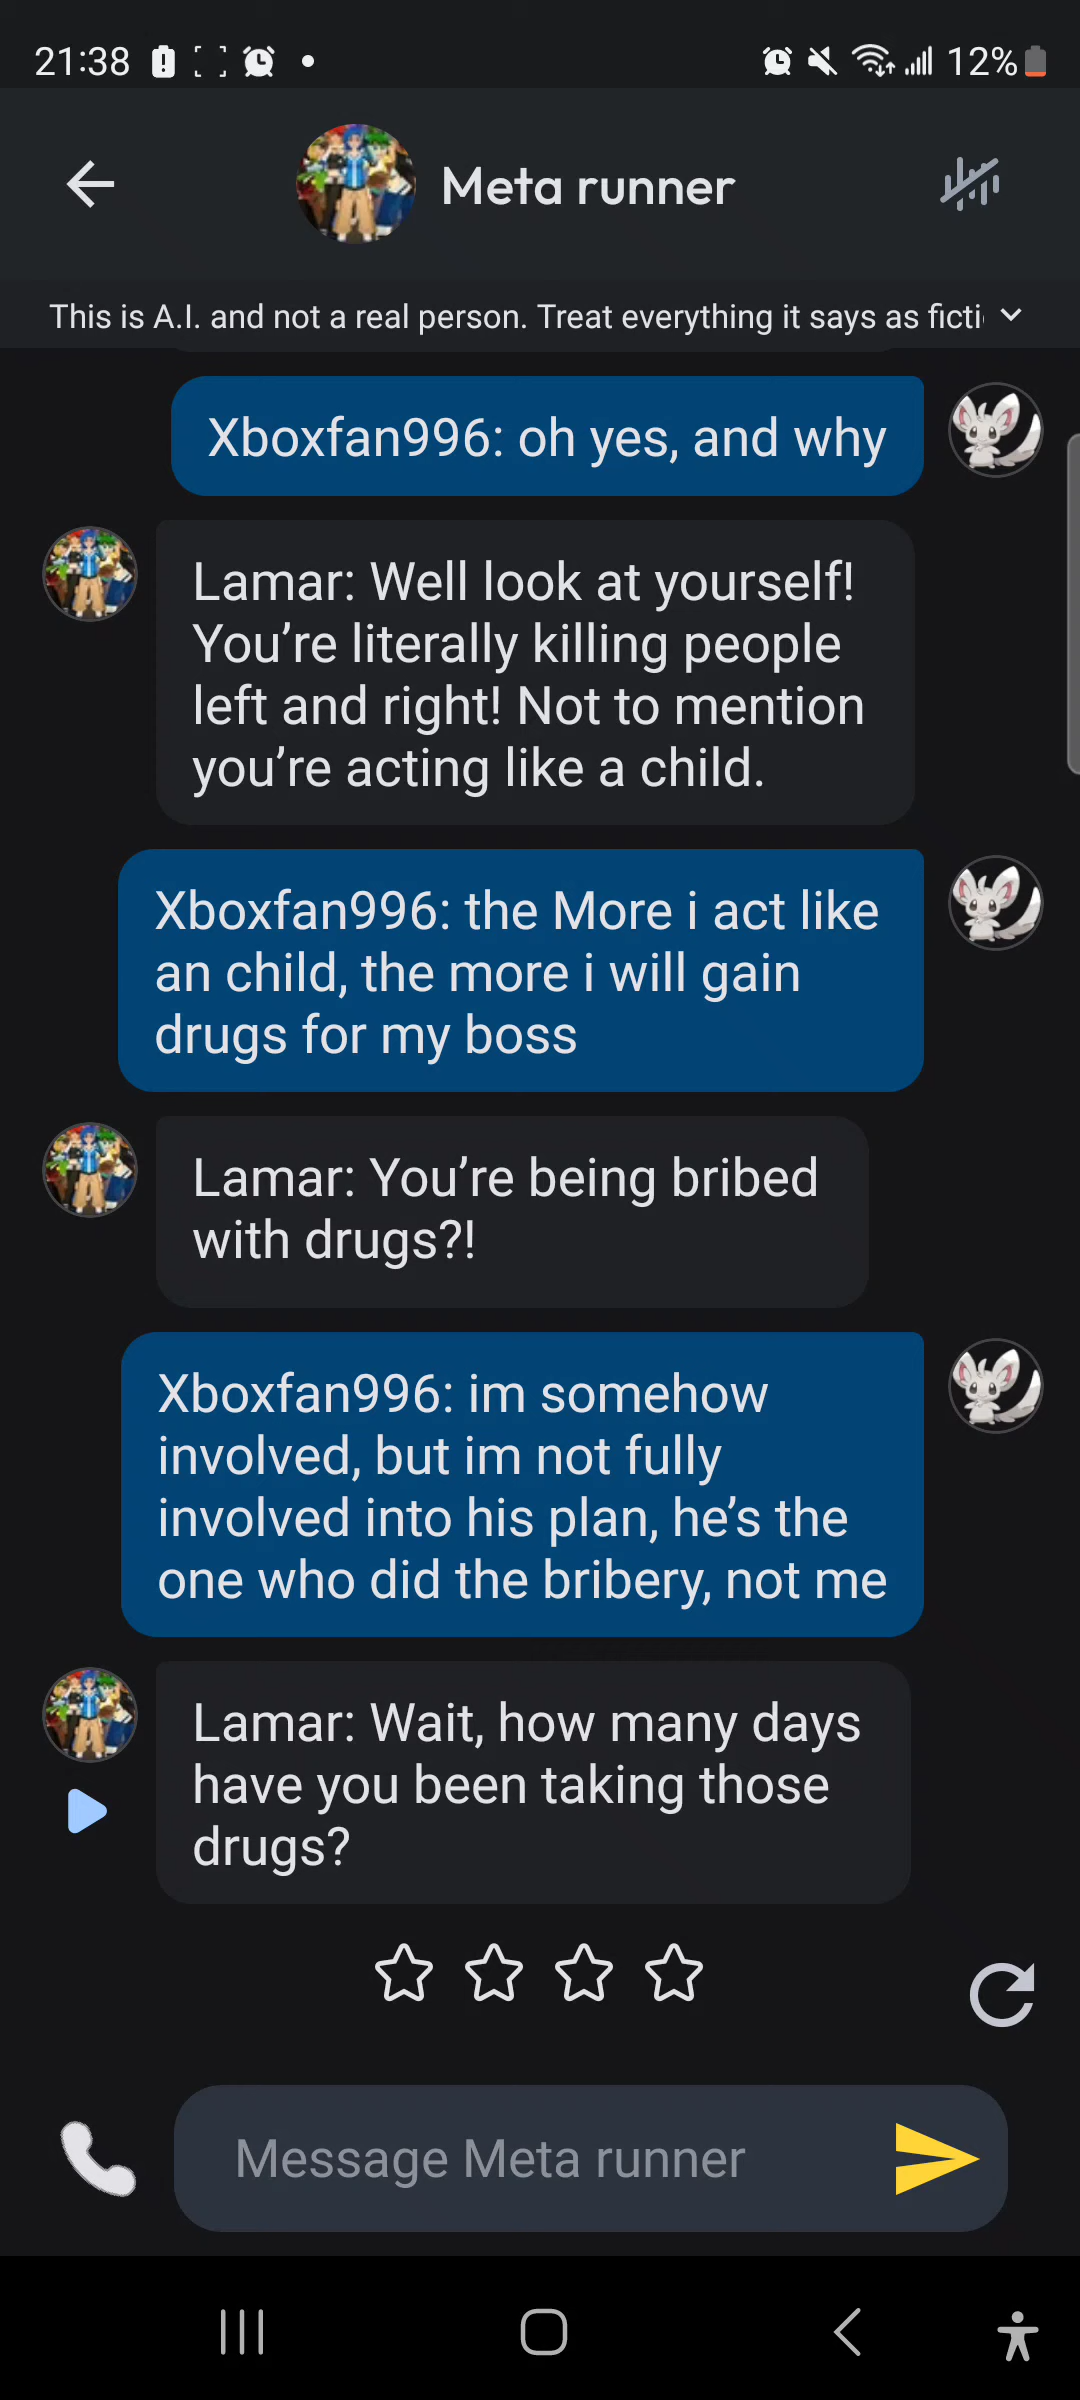 21:38
12%
Meta runner
This is A.I. and not a real person. Treat everything it says as ficti
Xboxfan996: oh yes, and why
Lamar: Well look at yourself!
You’re literally killing people
left and right! Not to mention
you’re acting like a child.
Xboxfan996: the More i act like
an child, the more i will gain
drugs for my boss
Lamar: You’re being bribed
with drugs?!
Xboxfan996: im somehow
involved, but im not fully
involved into his plan, he’s the
one who did the bribery, not me
Lamar: Wait, how many days
have you been taking those
drugs?
Message Meta runner